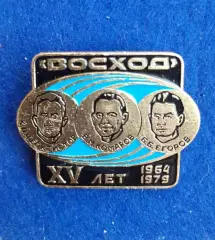 «ВОСХОД»
В.М.КОМАРОВ
Б.Б.ЕГОРОВ
XV ЛЕТ
1964
1979